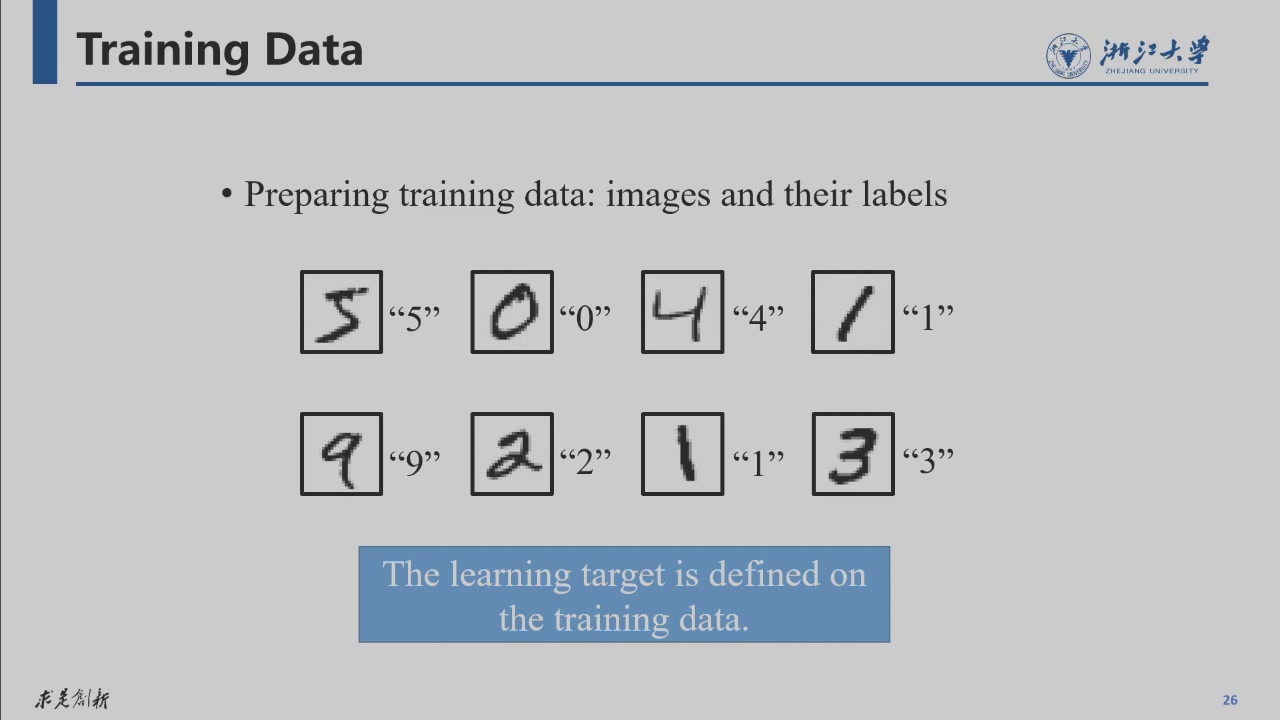 Training Data
浙江大学
ZHEJIANG UNIVERSITY
• Preparing training data: images and their labels
5 “5” 0 “0” 4 “4” 1 “1”
9 “9” 2 “2” 1 “1” 3 “3”
The learning target is defined on
the training data.
求是创新
26